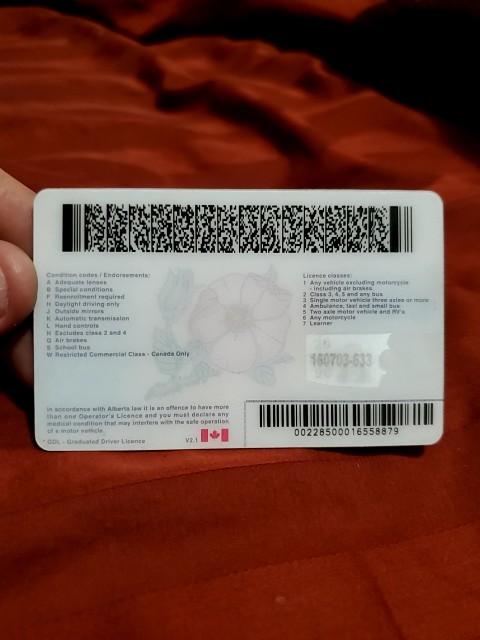 Condition codes / Endorsements:
A Adequate lenses
B Special conditions
F Reenrollment required
H Daylight driving only
J Outside mirrors
K Automatic transmission
L Hand controls
N Excludes class 2 and 4
Q Air brakes
S School bus
W Restricted Commercial Class - Canada Only
Licence classes:
1 Any vehicle excluding motorcycle
- including air brakes
2 Class 3, 4, 5 and any bus
3 Single motor vehicle three axles or more
4 Ambulance, taxi and small bus
5 Two axle motor vehicle and RV's
6 Any motorcycle
7 Learner
160703-633
In accordance with Alberta law it is an offence to have more
than one Operator's Licence and you must declare any
medical condition that may interfere with the safe operation
of a motor vehicle.
* GDL - Graduated Driver Licence
V2.1
00228500016558879